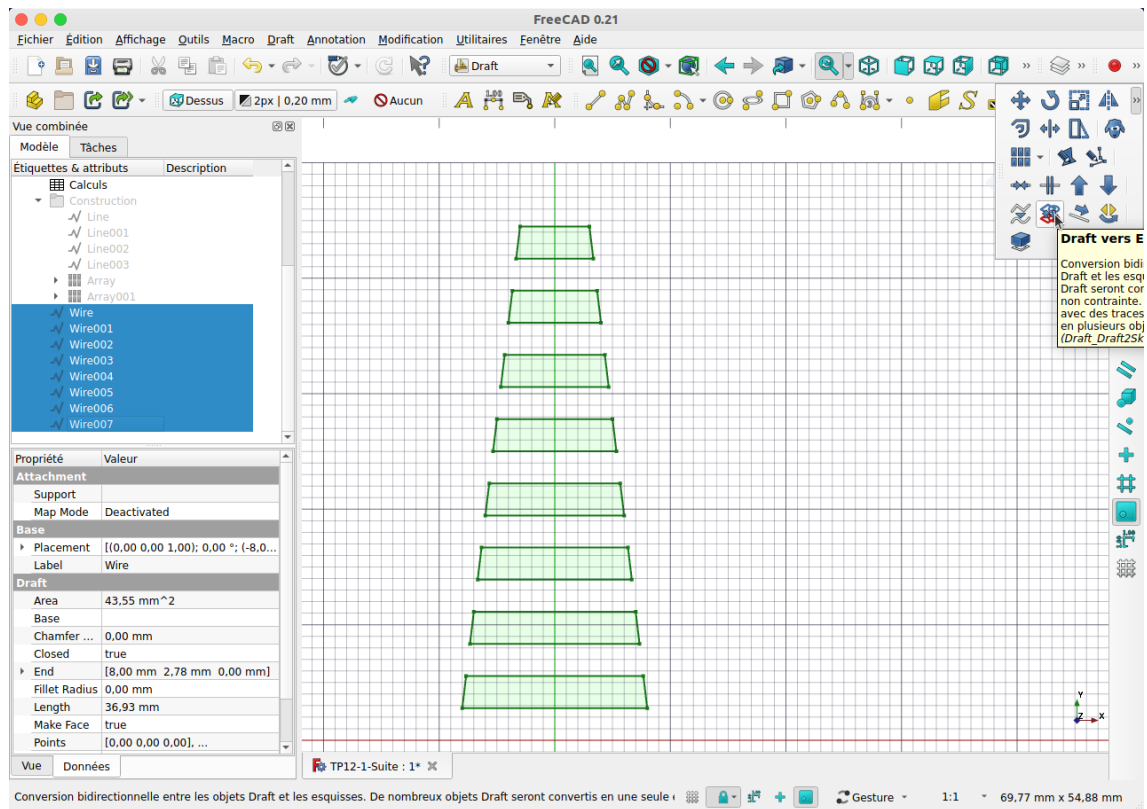 FreeCAD 0.21
Fichier Édition Affichage Outils Macro Draft Annotation Modification Utilitaires Fenêtre Aide
Draft
Dessus 2px | 0,20 mm Aucun
Vue combinée
Modèle Tâches
Étiquettes & attributs Description
Calculs
Construction
Line
Line001
Line002
Line003
Array
Array001
Wire
Wire001
Wire002
Wire003
Wire004
Wire005
Wire006
Wire007
Draft vers E
Conversion bidi
Draft et les esqu
Draft seront con
non contrainte.
avec des traces
en plusieurs obj
(Draft_Draft2Sk
Propriété Valeur
Attachment
Support
Map Mode Deactivated
Base
Placement [(0,00 0,00 1,00); 0,00 °; (-8,0...
Label Wire
Draft
Area 43,55 mm^2
Base
Chamfer ... 0,00 mm
Closed true
End [8,00 mm 2,78 mm 0,00 mm]
Fillet Radius 0,00 mm
Length 36,93 mm
Make Face true
Points [0,00 0,00 0,00], ...
Y
Z X
Vue Données
TP12-1-Suite : 1*
Conversion bidirectionnelle entre les objets Draft et les esquisses. De nombreux objets Draft seront convertis en une seule Gesture 1:1 69,77 mm x 54,88 mm